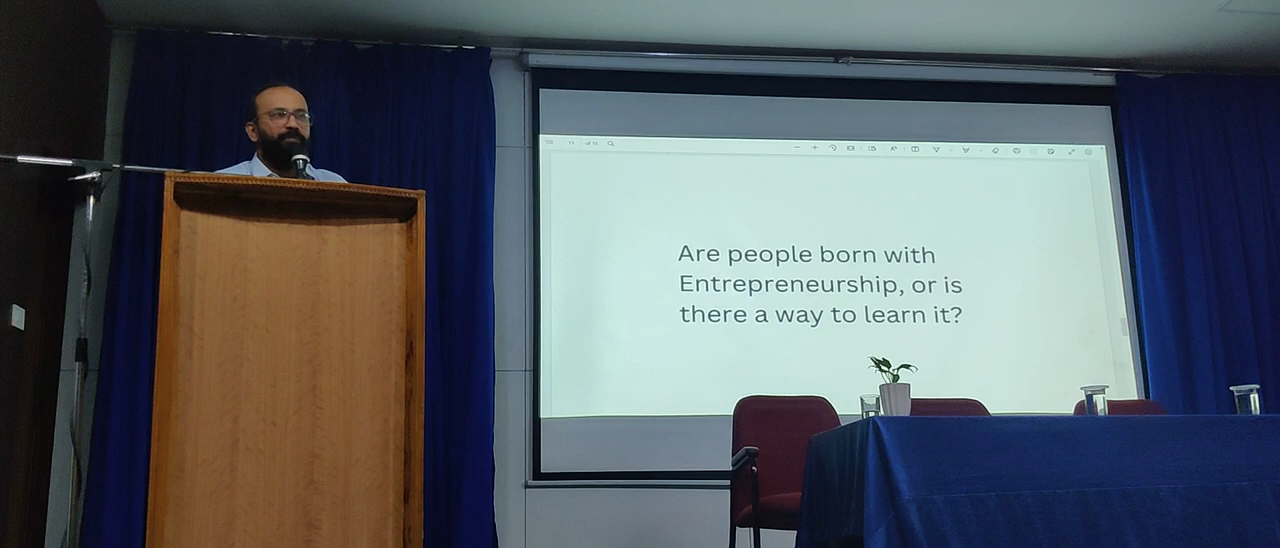 Are people born with
Entrepreneurship, or is
there a way to learn it?